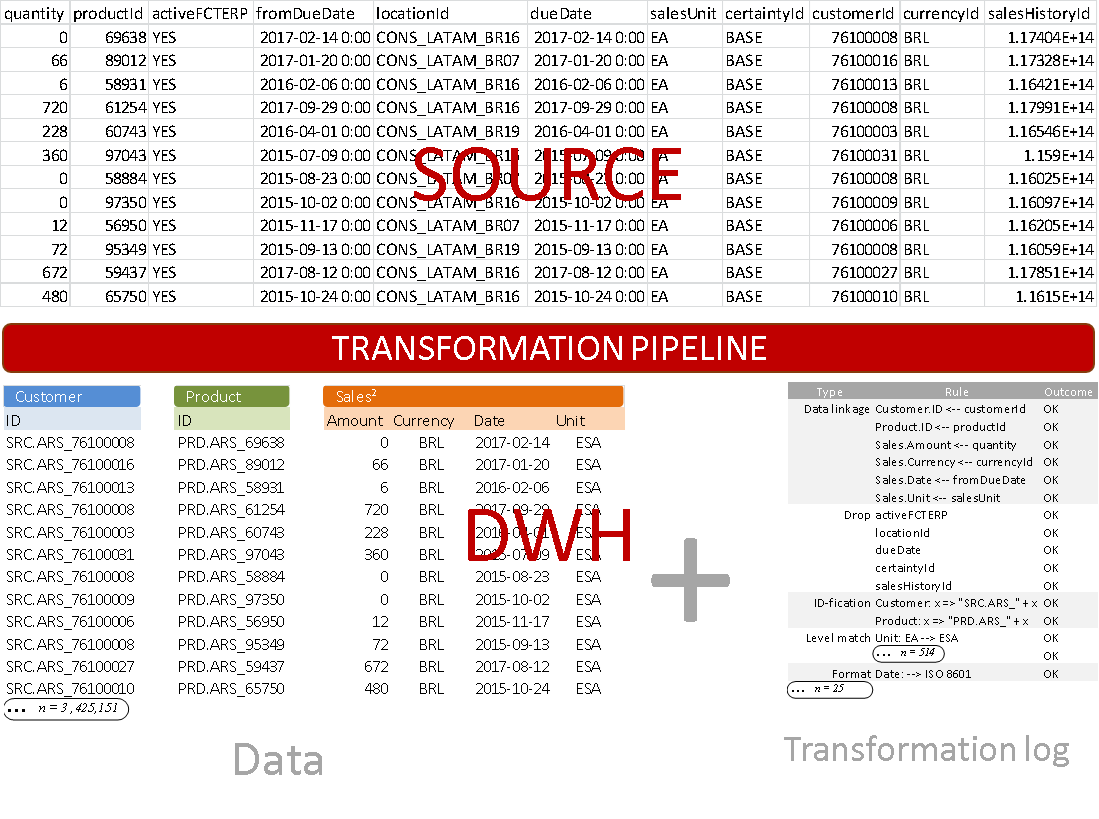 quantity productId activeFCTERP fromDueDate locationId dueDate salesUnit certaintyId customerId currencyId salesHistoryId
0 69638 YES 2017-02-14 0:00 CONS_LATAM_BR16 2017-02-14 0:00 EA BASE 76100008 BRL 1.17404E+14
66 89012 YES 2017-01-20 0:00 CONS_LATAM_BR07 2017-01-20 0:00 EA BASE 76100016 BRL 1.17328E+14
6 58931 YES 2016-02-06 0:00 CONS_LATAM_BR16 2016-02-06 0:00 EA BASE 76100013 BRL 1.16421E+14
720 61254 YES 2017-09-29 0:00 CONS_LATAM_BR16 2017-09-29 0:00 EA BASE 76100008 BRL 1.17991E+14
228 60743 YES 2016-04-01 0:00 CONS_LATAM_BR19 2016-04-01 0:00 EA BASE 76100003 BRL 1.16546E+14
360 97043 YES 2015-07-09 0:00 2015-07-09 0:00 EA BASE 76100031 BRL 1.159E+14
0 58884 YES 2015-08-23 0:00 CONS_LATAM_BR07 2015-08-23 0:00 EA BASE 76100008 BRL 1.16025E+14
SOURCE
0 97350 YES 2015-10-02 0:00 CONS_LATAM_BR16 2015-10-02 0:00 EA BASE 76100009 BRL 1.16097E+14
12 56950 YES 2015-11-17 0:00 CONS_LATAM_BR07 2015-11-17 0:00 EA BASE 76100006 BRL 1.16205E+14
72 95349 YES 2015-09-13 0:00 CONS_LATAM_BR19 2015-09-13 0:00 EA BASE 76100008 BRL 1.16059E+14
672 59437 YES 2017-08-12 0:00 CONS_LATAM_BR16 2017-08-12 0:00 EA BASE 76100027 BRL 1.17851E+14
480 65750 YES 2015-10-24 0:00 CONS_LATAM_BR16 2015-10-24 0:00 EA BASE 76100010 BRL 1.1615E+14
TRANSFORMATION PIPELINE
Customer Product Sales²
ID ID Amount Currency Date Unit
SRC.ARS_76100008 PRD.ARS_69638 0 BRL 2017-02-14 ESA
SRC.ARS_76100016 PRD.ARS_89012 66 BRL 2017-01-20 ESA
SRC.ARS_76100013 PRD.ARS_58931 6 BRL 2016-02-06 ESA
SRC.ARS_76100008 PRD.ARS_61254 720 BRL 2017-09-29 ESA
SRC.ARS_76100003 PRD.ARS_60743 228 BRL 2016-04-01 ESA
DWH
SRC.ARS_76100031 PRD.ARS_97043 360 BRL 2015-07-09 ESA
SRC.ARS_76100008 PRD.ARS_58884 0 BRL 2015-08-23 ESA
SRC.ARS_76100009 PRD.ARS_97350 0 BRL 2015-10-02 ESA
SRC.ARS_76100006 PRD.ARS_56950 12 BRL 2015-11-17 ESA
SRC.ARS_76100008 PRD.ARS_95349 72 BRL 2015-09-13 ESA
SRC.ARS_76100027 PRD.ARS_59437 672 BRL 2017-08-12 ESA
SRC.ARS_76100010 PRD.ARS_65750 480 BRL 2015-10-24 ESA
... n = 3 ,425,151
Data
+
Type Rule Outcome
Data linkage Customer.ID <-- customerId OK
Product.ID <-- productId OK
Sales.Amount <-- quantity OK
Sales.Currency <-- currencyId OK
Sales.Date <-- fromDueDate OK
Sales.Unit <-- salesUnit OK
Drop activeFCTERP OK
locationId OK
dueDate OK
certaintyId OK
salesHistoryId OK
ID-fication Customer: x => "SRC.ARS_" + x OK
Product: x => "PRD.ARS_" + x OK
Level match Unit: EA --> ESA OK
... n = 514 OK
Format Date: --> ISO 8601 OK
... n = 25
Transformation log